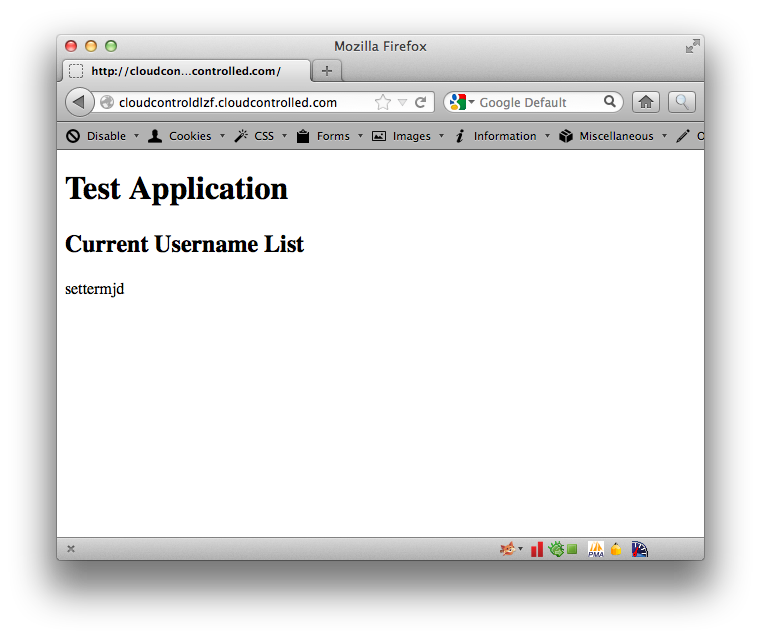 Mozilla Firefox
http://cloudcon...controlled.com/
cloudcontroldlzf.cloudcontrolled.com
Google Default
Disable Cookies CSS Forms Images Information Miscellaneous O
Test Application
Current Username List
settermjd
PMA